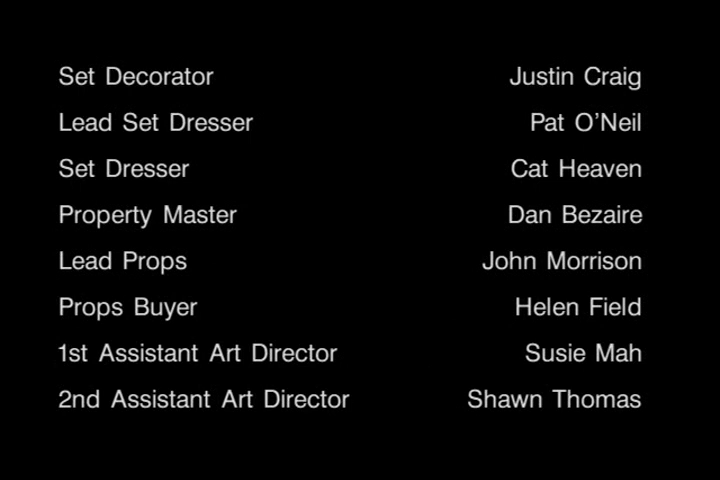 Set Decorator Justin Craig
Lead Set Dresser Pat O’Neil
Set Dresser Cat Heaven
Property Master Dan Bezaire
Lead Props John Morrison
Props Buyer Helen Field
1st Assistant Art Director Susie Mah
2nd Assistant Art Director Shawn Thomas